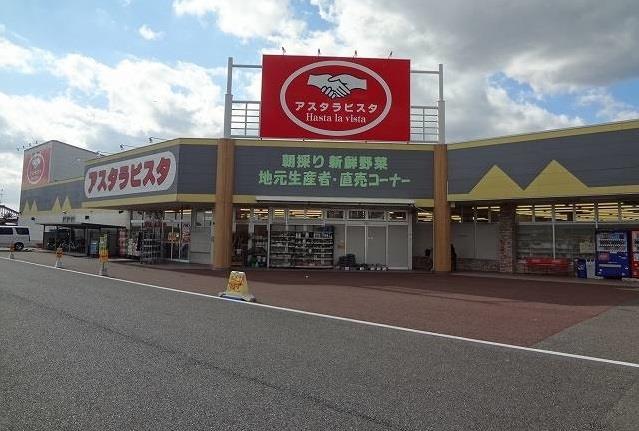 アスタラビスタ
Hasta la vista
アスタラビスタ
朝採り新鮮野菜
地元生産者・直売コーナー